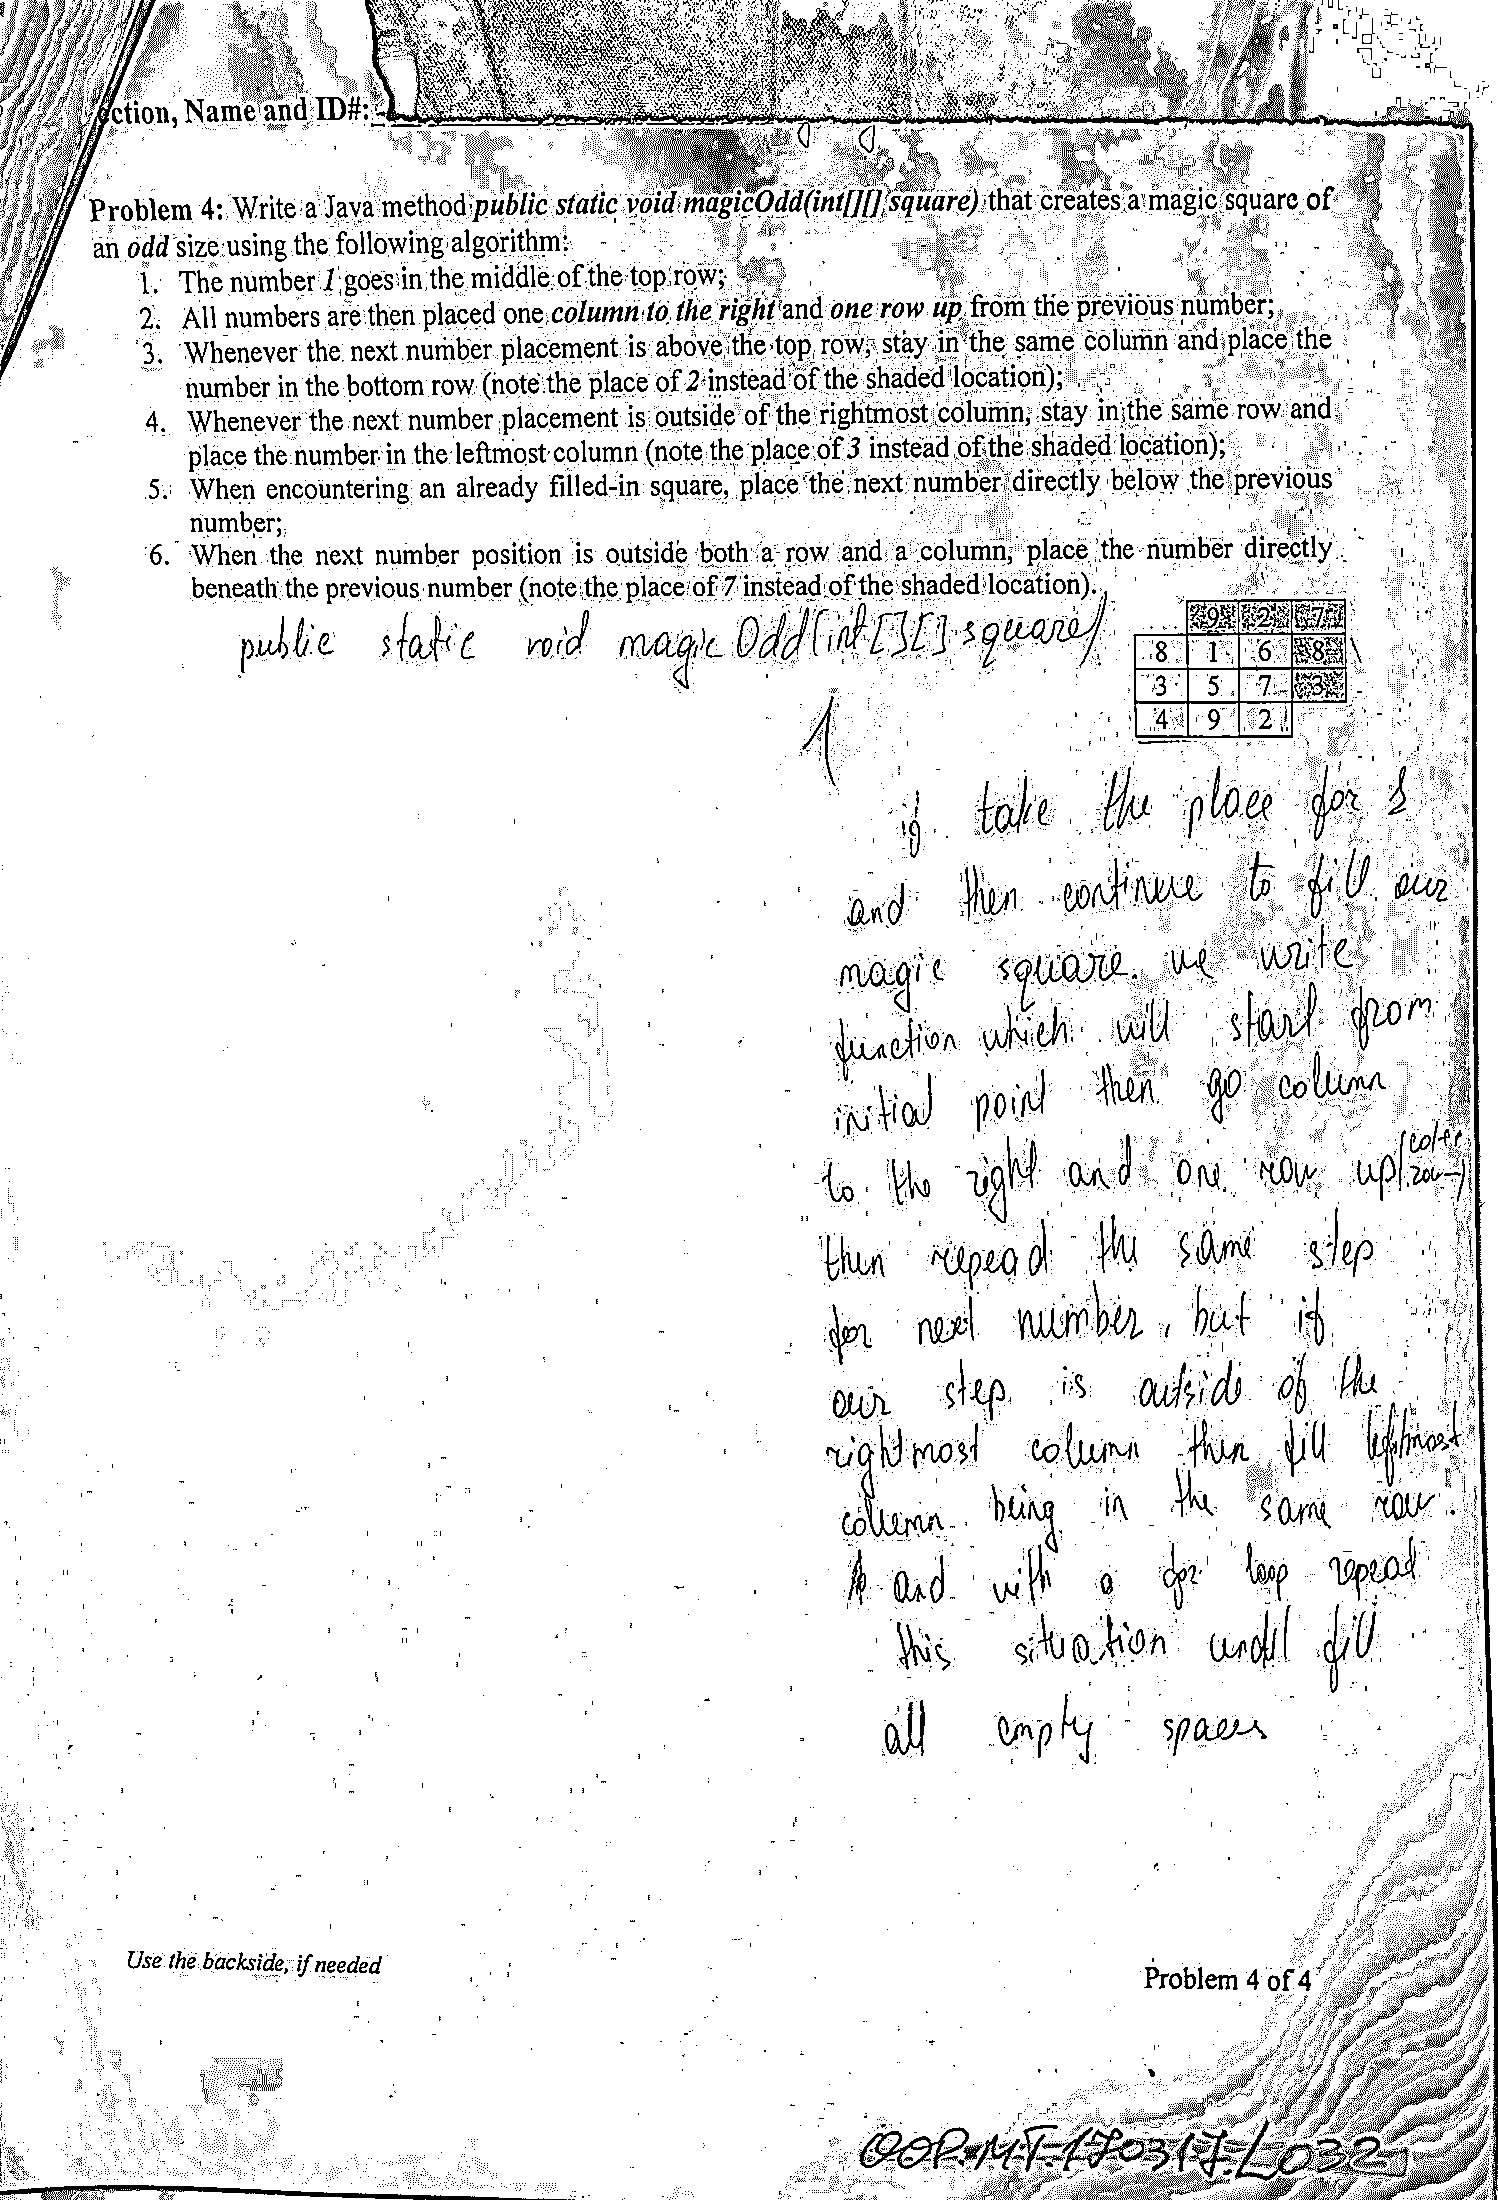 ction, Name and ID#:
Problem 4: Write a Java method public static void magicOdd(int[][] square) that creates a magic square of
an odd size using the following algorithm:
1. The number 1 goes in the middle of the top row;
2. All numbers are then placed one column to the right and one row up from the previous number;
3. Whenever the next number placement is above the top row, stay in the same column and place the
number in the bottom row (note the place of 2 instead of the shaded location);
4. Whenever the next number placement is outside of the rightmost column, stay in the same row and
place the number in the leftmost column (note the place of 3 instead of the shaded location);
5. When encountering an already filled-in square, place the next number directly below the previous
number;
6. When the next number position is outside both a row and a column, place the number directly
beneath the previous number (note the place of 7 instead of the shaded location).
9 2 7
public static void magicOdd(int[][] square)
8 1 6 8
3 5 7 3
4 9 2
if take the place for 1
and then continue to fill our
magic square. we write
function which will start from
initial point then go column
to the right and one row up
then repead the same step
for next number, but if
our step is outside of the
rightmost column then fill leftmost
column being in the same row.
and with a for loop repead
this situation until fill
all empty spaces
Use the backside, if needed
Problem 4 of 4
OOP.MT.170317.L032